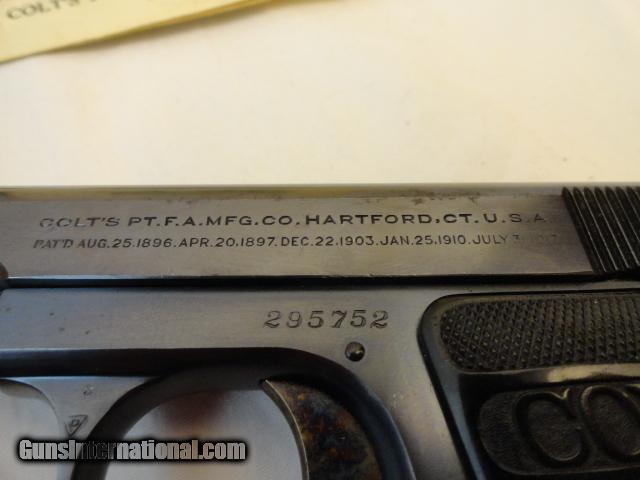 COLT'S
COLT'S PT.F.A.MFG.CO.HARTFORD,CT.U.S.A.
PAT'D AUG.25.1896.APR.20.1897.DEC.22.1903.JAN.25.1910.JULY
295752
CO
GunsInternational.com